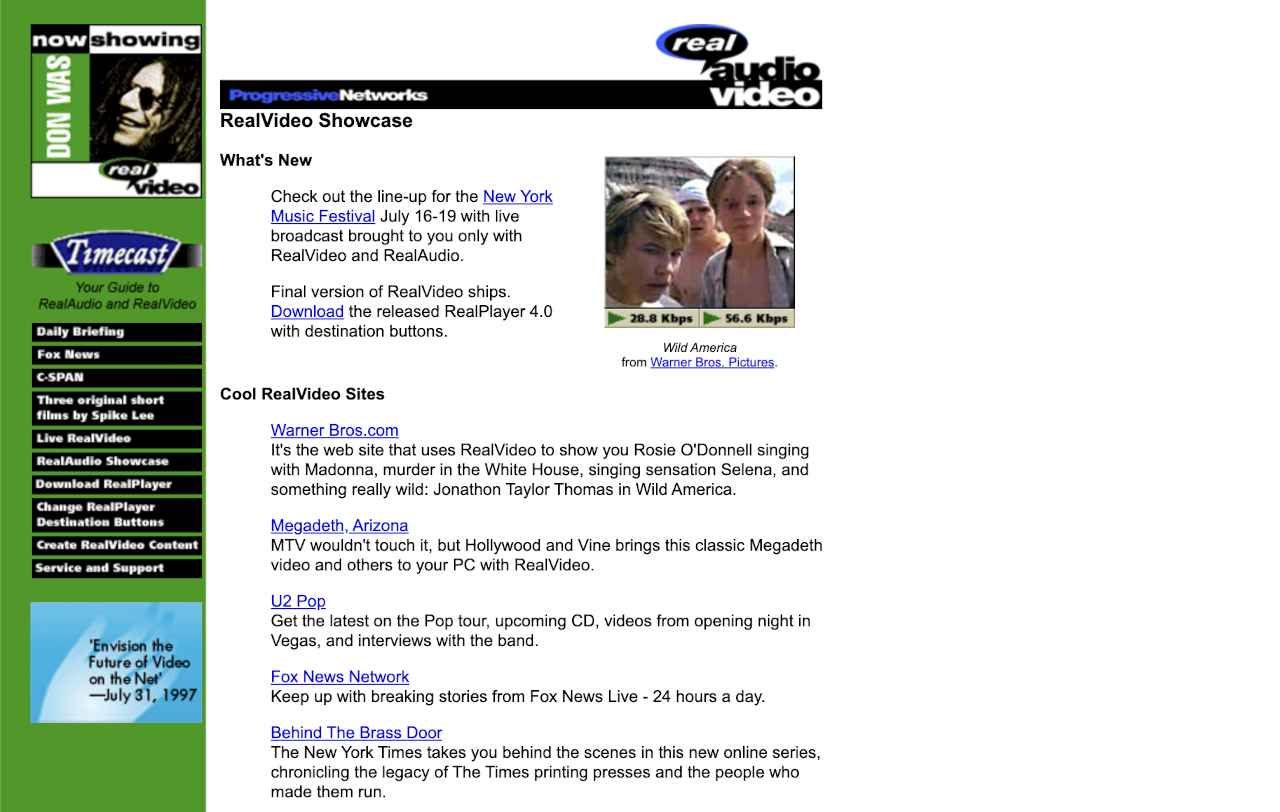 now showing
DON WAS
real
video
Timecast
Your Guide to
RealAudio and RealVideo
Daily Briefing
Fox News
C-SPAN
Three original short
films by Spike Lee
Live RealVideo
RealAudio Showcase
Download RealPlayer
Change RealPlayer
Destination Buttons
Create RealVideo Content
Service and Support
'Envision the
Future of Video
on the Net'
—July 31, 1997
real
audio
ProgressiveNetworks
video
RealVideo Showcase
What's New
Check out the line-up for the New York
Music Festival July 16-19 with live
broadcast brought to you only with
RealVideo and RealAudio.
Final version of RealVideo ships.
Download the released RealPlayer 4.0
with destination buttons.
28.8 Kbps 56.6 Kbps
Wild America
from Warner Bros. Pictures.
Cool RealVideo Sites
Warner Bros.com
It's the web site that uses RealVideo to show you Rosie O'Donnell singing
with Madonna, murder in the White House, singing sensation Selena, and
something really wild: Jonathon Taylor Thomas in Wild America.
Megadeth, Arizona
MTV wouldn't touch it, but Hollywood and Vine brings this classic Megadeth
video and others to your PC with RealVideo.
U2 Pop
Get the latest on the Pop tour, upcoming CD, videos from opening night in
Vegas, and interviews with the band.
Fox News Network
Keep up with breaking stories from Fox News Live - 24 hours a day.
Behind The Brass Door
The New York Times takes you behind the scenes in this new online series,
chronicling the legacy of The Times printing presses and the people who
made them run.